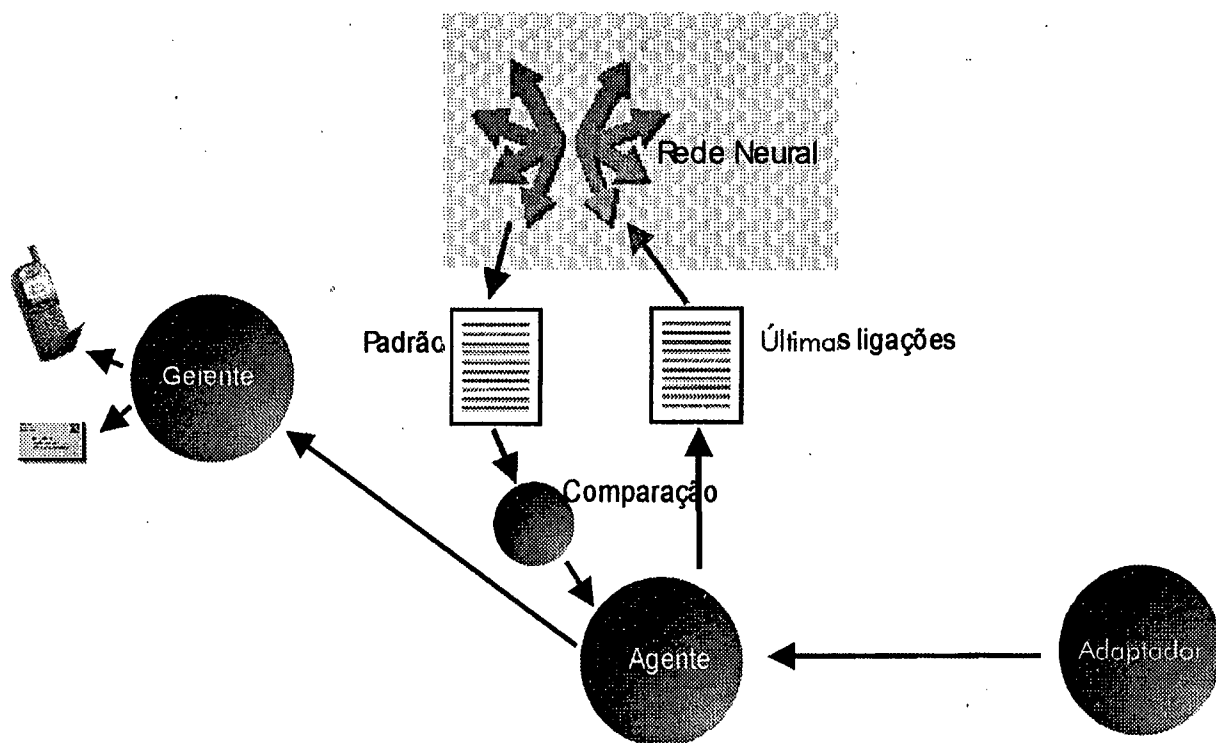 Rede Neural
Padrão
Últimas ligações
Gerente
Comparação
Agente
Adaptador